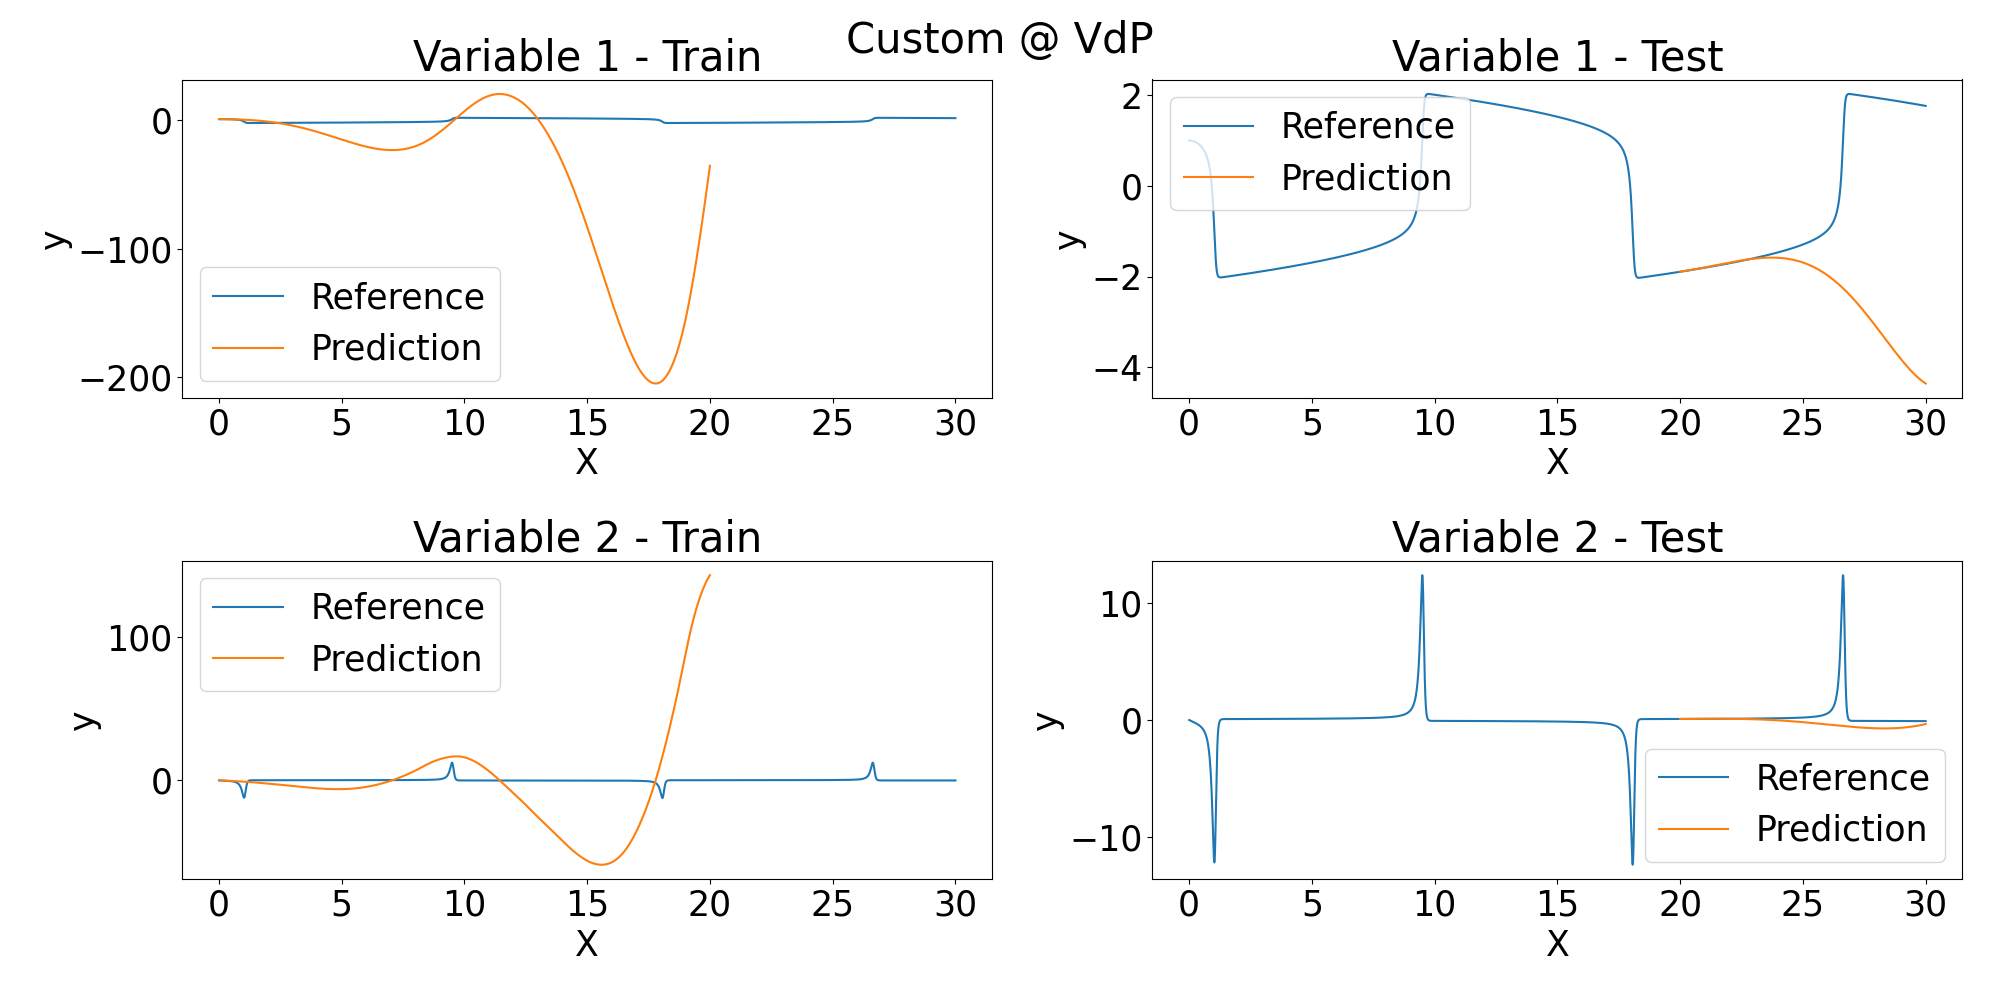 Custom @ VdP
Variable 1 - Train
0
−100
−200
y
Reference
Prediction
0 5 10 15 20 25 30
X
Variable 1 - Test
2
0
−2
−4
y
Reference
Prediction
0 5 10 15 20 25 30
X
Variable 2 - Train
100
0
y
Reference
Prediction
0 5 10 15 20 25 30
X
Variable 2 - Test
10
0
−10
y
Reference
Prediction
0 5 10 15 20 25 30
X